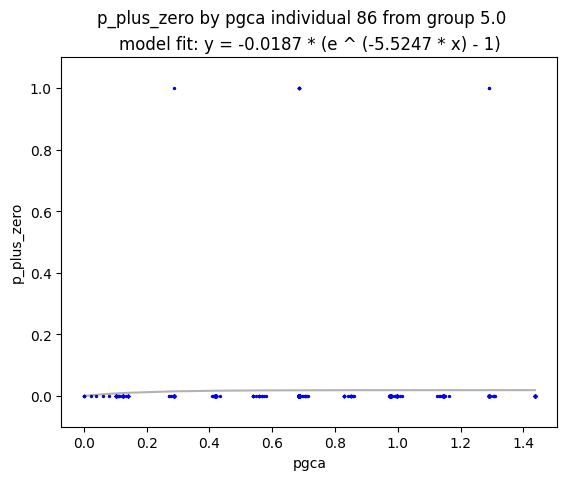 p_plus_zero by pgca individual 86 from group 5.0
model fit: y = -0.0187 * (e ^ (-5.5247 * x) - 1)
1.0
0.8
0.6
0.4
0.2
0.0
p_plus_zero
0.0 0.2 0.4 0.6 0.8 1.0 1.2 1.4
pgca